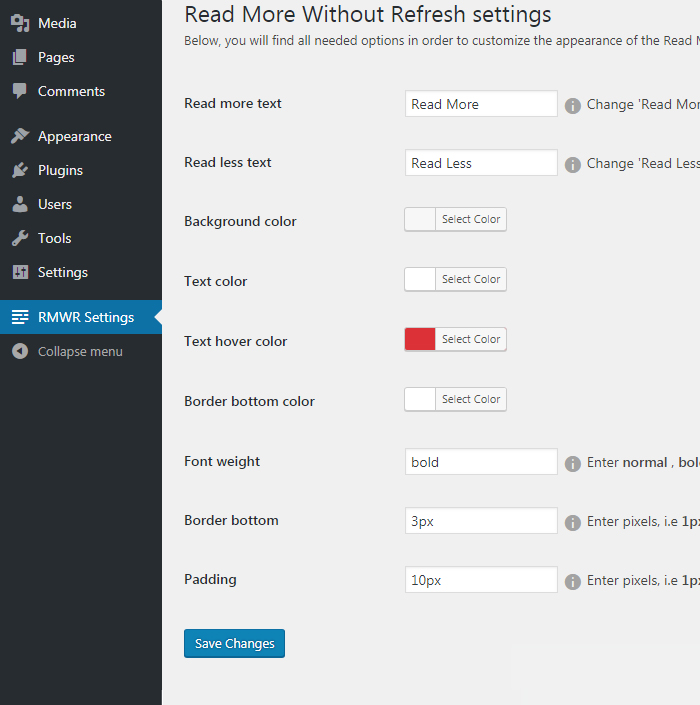 Media
Pages
Comments
Appearance
Plugins
Users
Tools
Settings
RMWR Settings
Collapse menu
Read More Without Refresh settings
Below, you will find all needed options in order to customize the appearance of the Read M
Read more text
Read More
Change 'Read Mor
Read less text
Read Less
Change 'Read Less
Background color
Select Color
Text color
Select Color
Text hover color
Select Color
Border bottom color
Select Color
Font weight
bold
Enter normal , bol
Border bottom
3px
Enter pixels, i.e 1p
Padding
10px
Enter pixels, i.e 1p
Save Changes